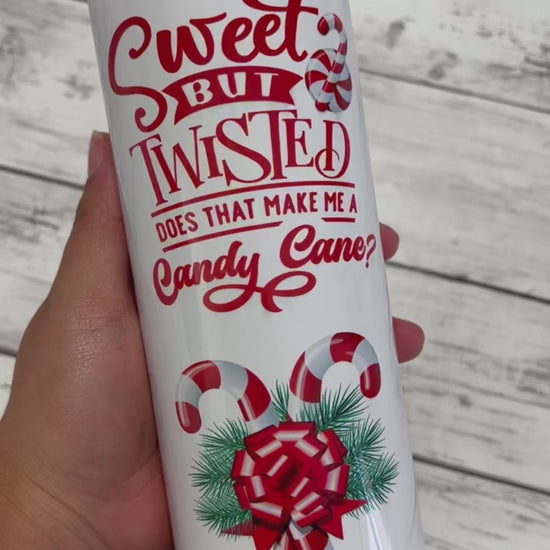 Sweet
BUT
TWISTED
DOES THAT MAKE ME A
Candy Cane?